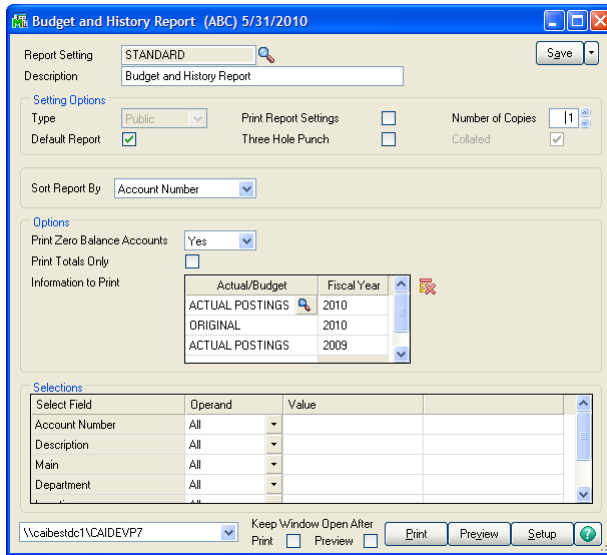 Budget and History Report (ABC) 5/31/2010
Report Setting STANDARD Save
Description Budget and History Report
Setting Options
Type Public Print Report Settings Number of Copies 1
Default Report Three Hole Punch Collated
Sort Report By Account Number
Options
Print Zero Balance Accounts Yes
Print Totals Only
Information to Print
Actual/Budget Fiscal Year
ACTUAL POSTINGS 2010
ORIGINAL 2010
ACTUAL POSTINGS 2009
Selections
Select Field Operand Value
Account Number All
Description All
Main All
Department All
\\caibestdc1\CAIDEVP7 Keep Window Open After
Print Preview Print Preview Setup